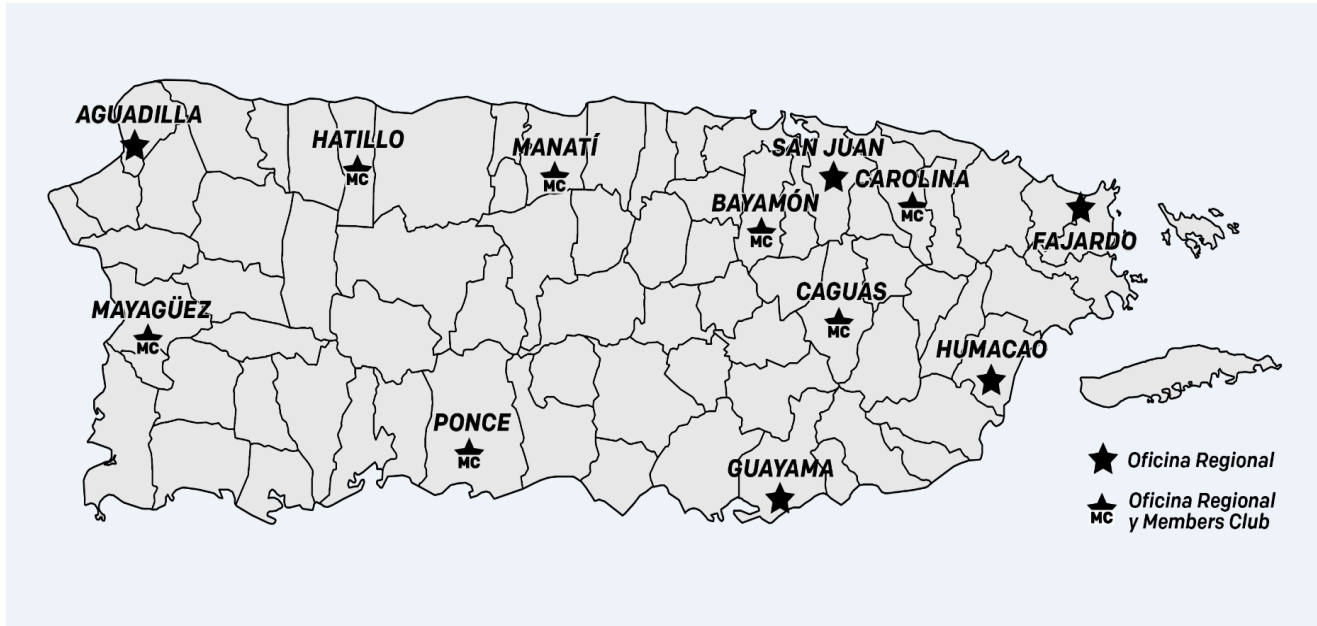 AGUADILLA
HATILLO
MC
MANATÍ
MC
SAN JUAN
CAROLINA
MC
BAYAMÓN
MC
FAJARDO
MAYAGÜEZ
MC
CAGUAS
MC
HUMACAO
PONCE
MC
GUAYAMA
Oficina Regional
MC
Oficina Regional
y Members Club